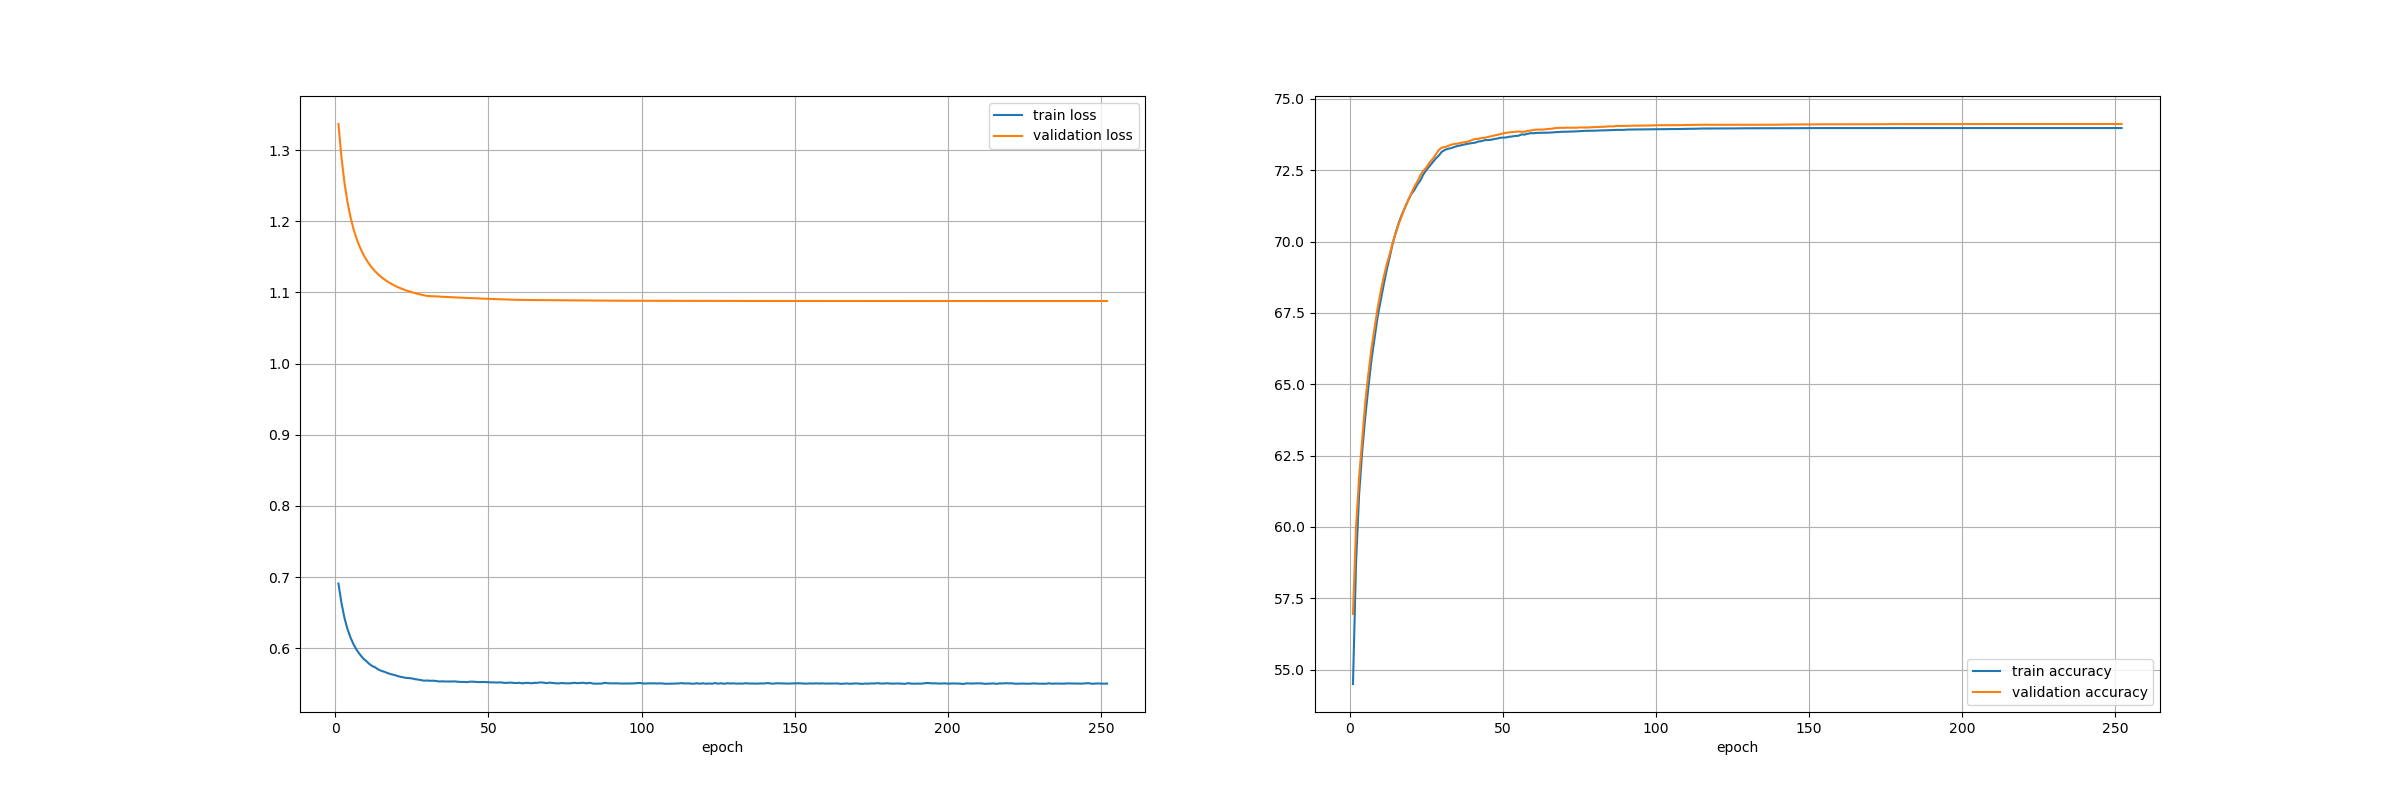 train loss
validation loss
1.3
1.2
1.1
1.0
0.9
0.8
0.7
0.6
0 50 100 150 200 250
epoch
75.0
72.5
70.0
67.5
65.0
62.5
60.0
57.5
55.0
train accuracy
validation accuracy
0 50 100 150 200 250
epoch